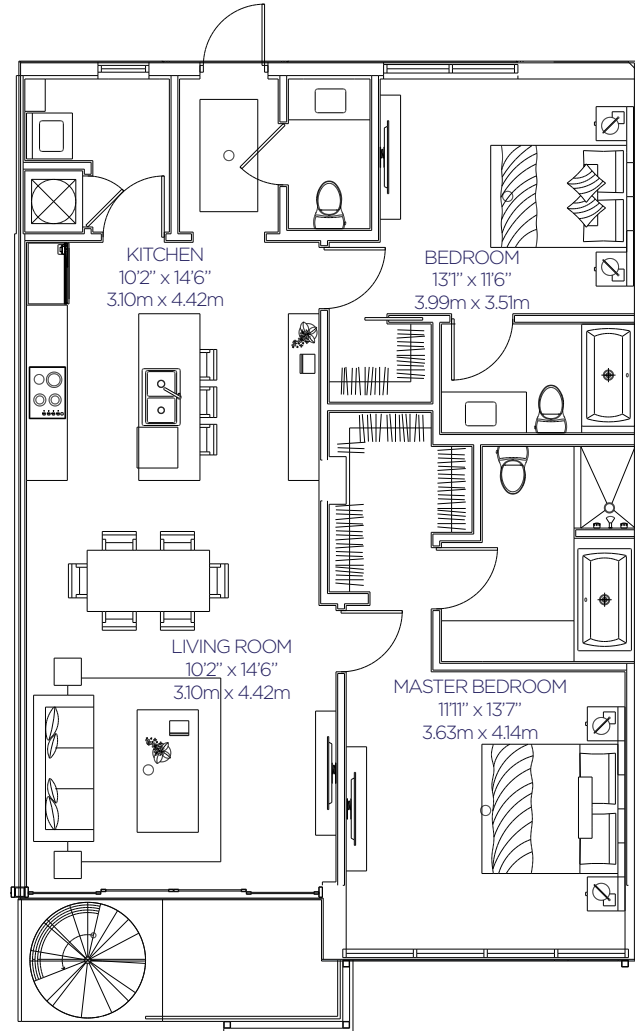 KITCHEN
10'2" x 14'6"
3.10m x 4.42m
BEDROOM
13'1" x 11'6"
3.99m x 3.51m
LIVING ROOM
10'2" x 14'6"
3.10m x 4.42m
MASTER BEDROOM
11'11" x 13'7"
3.63m x 4.14m